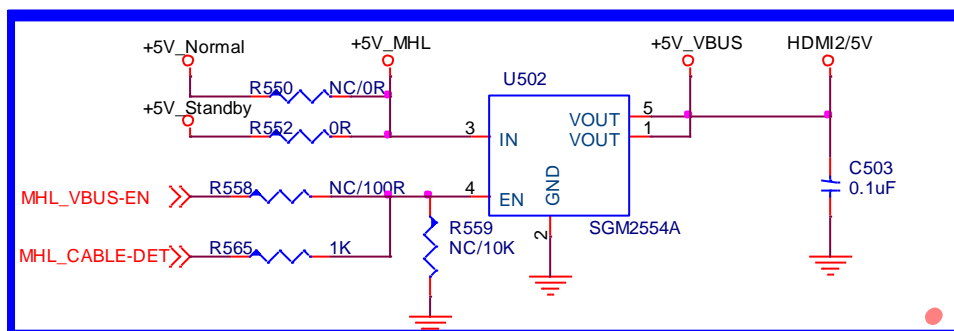 +5V_Normal
+5V_MHL
+5V_VBUS
HDMI2/5V
R550
NC/0R
U502
+5V_Standby
R552
0R
3
IN
VOUT
5
VOUT
1
MHL_VBUS-EN
R558
NC/100R
4
EN
GND
C503
0.1uF
R559
NC/10K
2
SGM2554A
MHL_CABLE-DET
R565
1K